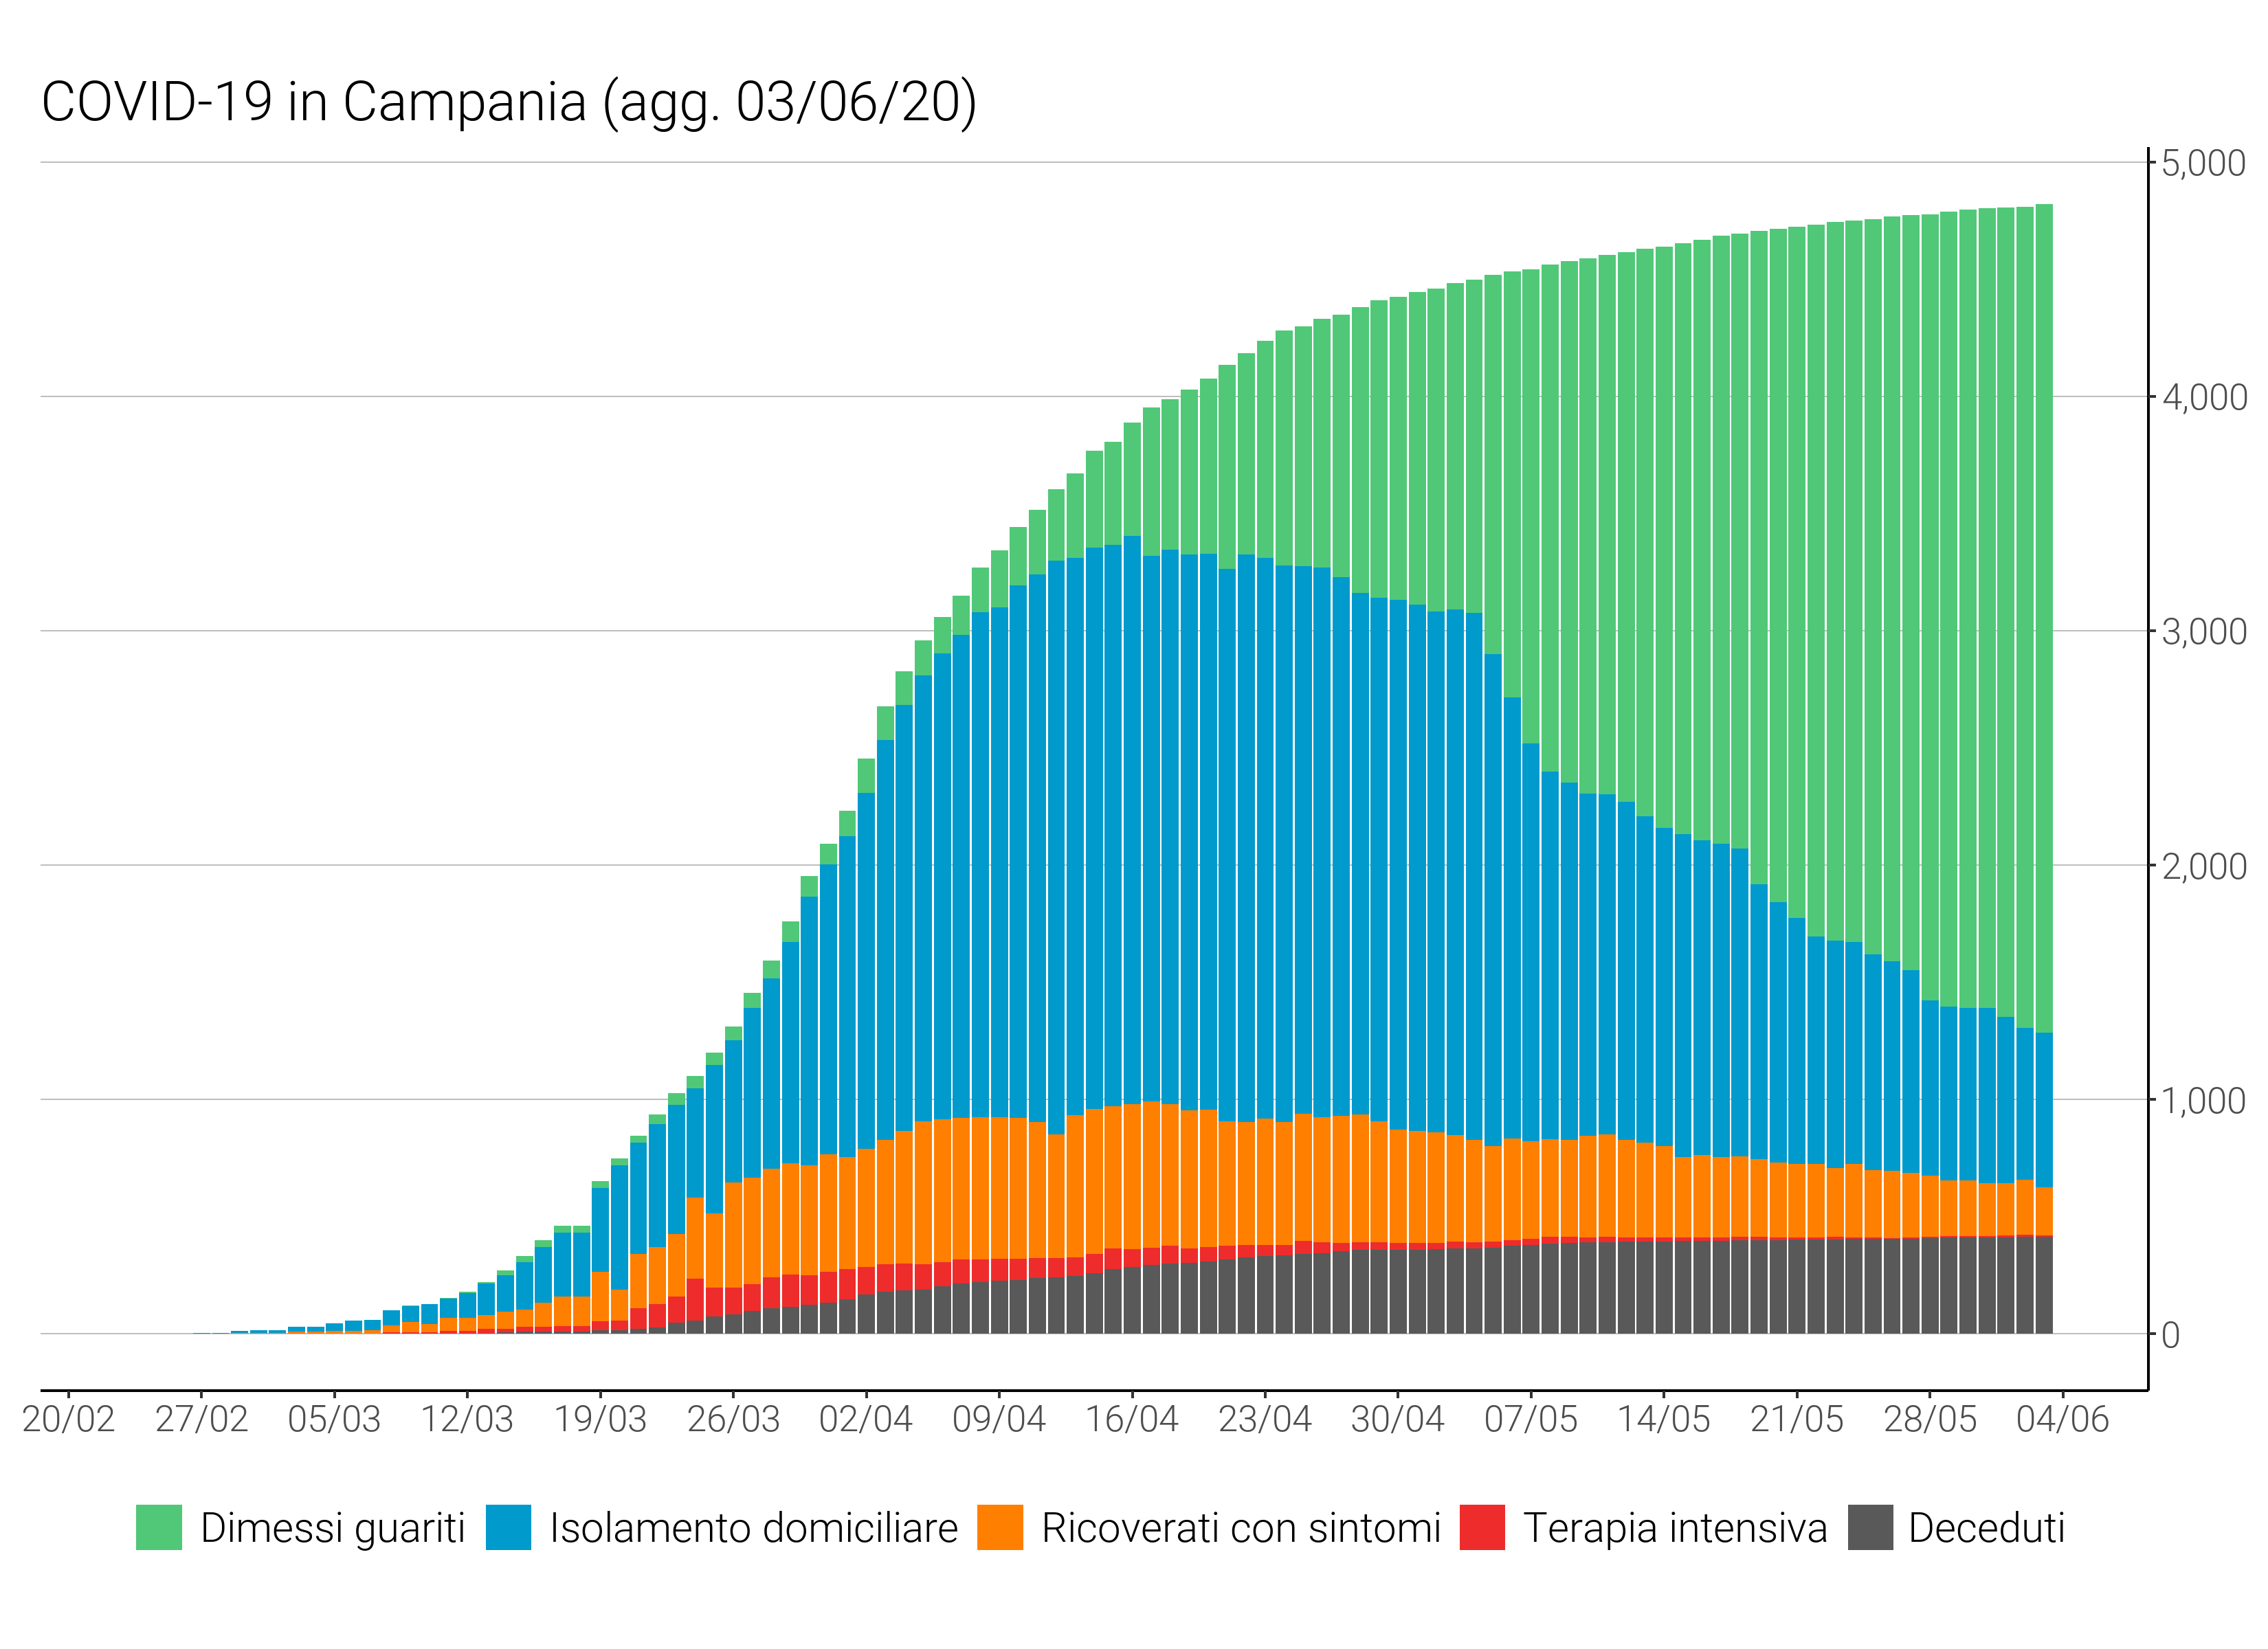 COVID-19 in Campania (agg. 03/06/20)
5,000
4,000
3,000
2,000
1,000
0
20/02 27/02 05/03 12/03 19/03 26/03 02/04 09/04 16/04 23/04 30/04 07/05 14/05 21/05 28/05 04/06
Dimessi guariti Isolamento domiciliare Ricoverati con sintomi Terapia intensiva Deceduti